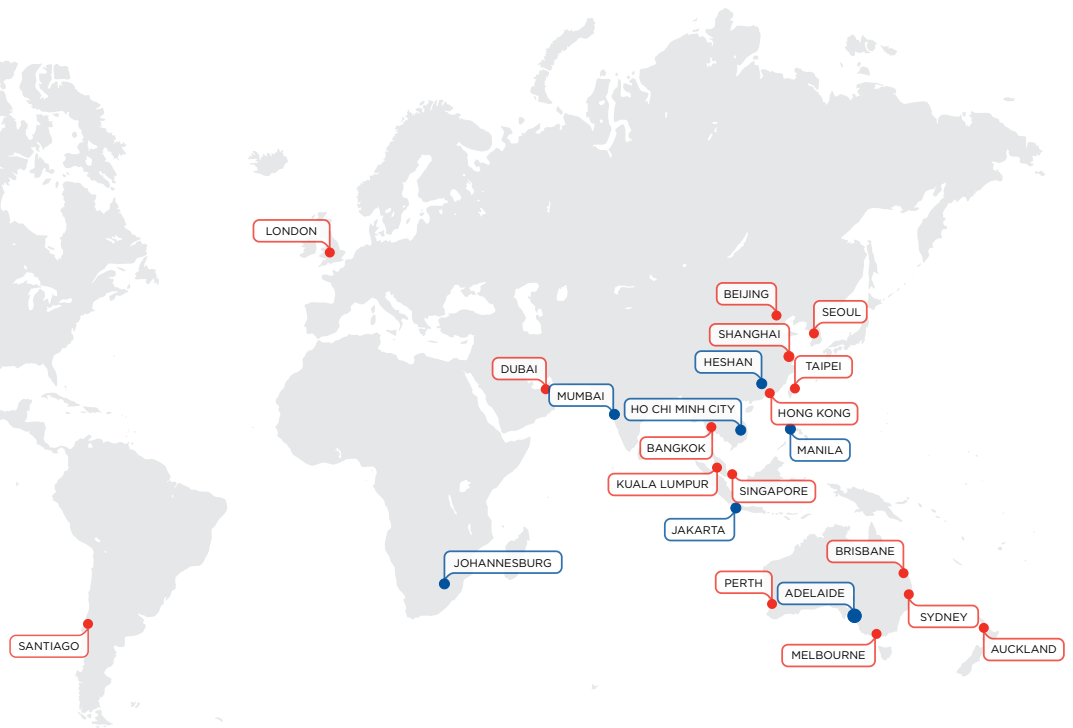 LONDON
BEIJING
SEOUL
SHANGHAI
HESHAN
TAIPEI
DUBAI
MUMBAI
HO CHI MINH CITY
HONG KONG
BANGKOK
MANILA
KUALA LUMPUR
SINGAPORE
JAKARTA
BRISBANE
JOHANNESBURG
PERTH
ADELAIDE
SYDNEY
SANTIAGO
MELBOURNE
AUCKLAND